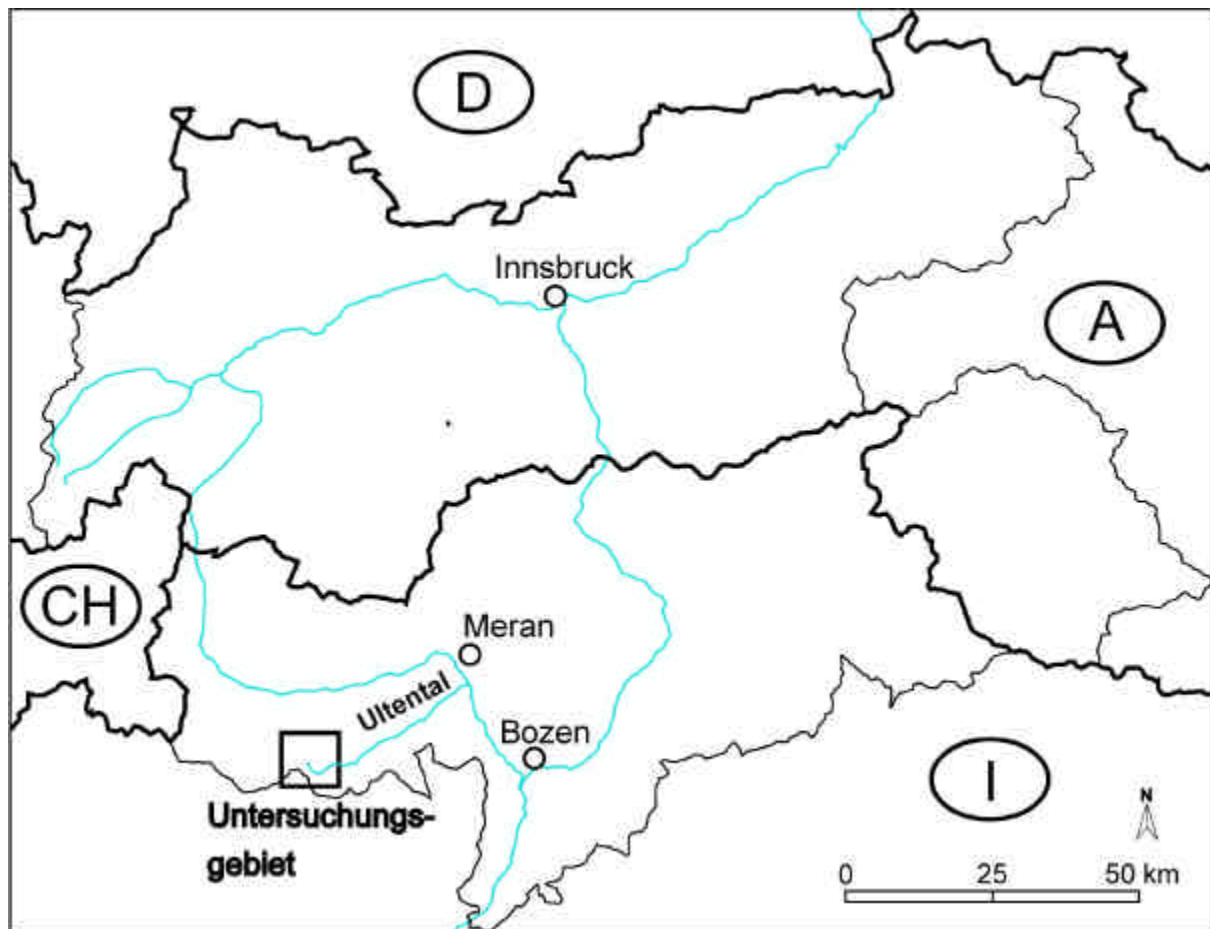 D
Innsbruck
A
CH
Meran
Ultental
Bozen
Untersuchungs-
gebiet
I
N
0 25 50 km